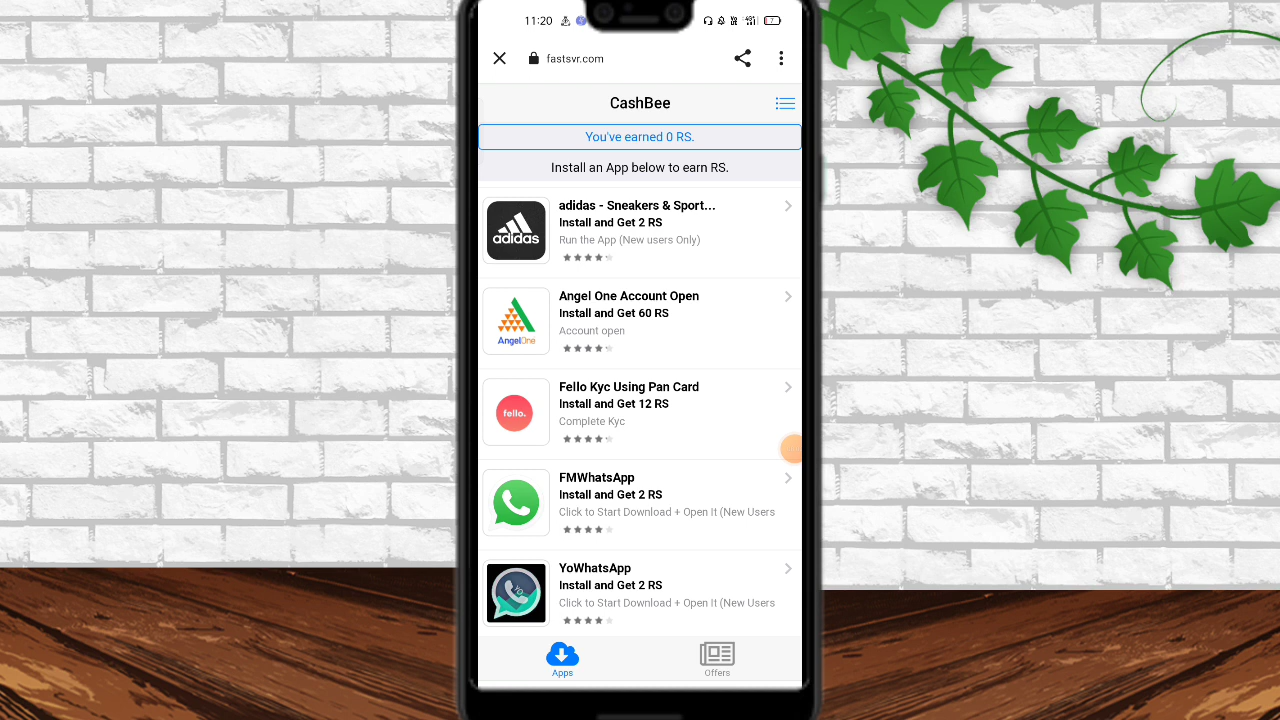 11:20
7
fastsvr.com
CashBee
You've earned 0 RS.
Install an App below to earn RS.
adidas - Sneakers & Sport...
Install and Get 2 RS
Run the App (New users Only)
adidas
Angel One Account Open
Install and Get 60 RS
Account open
AngelOne
Fello Kyc Using Pan Card
Install and Get 12 RS
Complete Kyc
fello.
FMWhatsApp
Install and Get 2 RS
Click to Start Download + Open It (New Users
YoWhatsApp
Install and Get 2 RS
Click to Start Download + Open It (New Users
YO
Apps
Offers